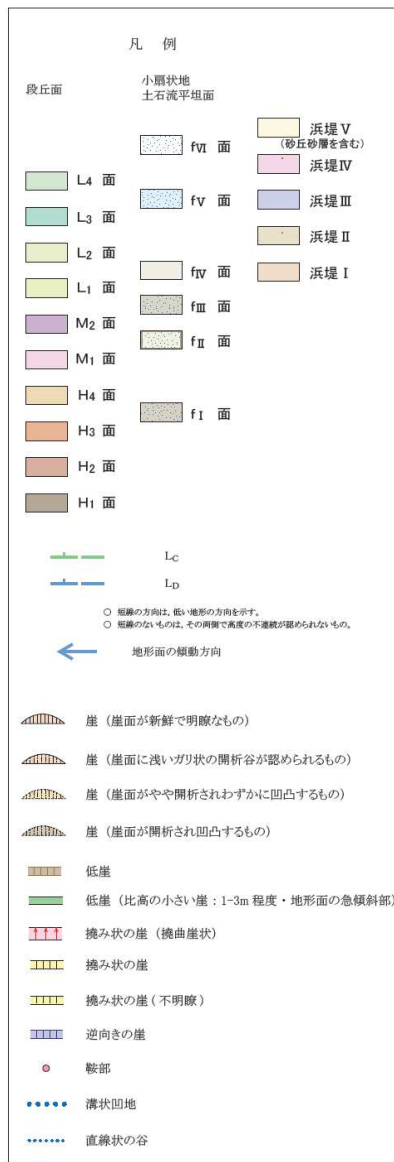 凡 例
段丘面
L4 面
L3 面
L2 面
L1 面
M2 面
M1 面
H4 面
H3 面
H2 面
H1 面
小扇状地
土石流平坦面
fⅥ 面
fⅤ 面
fⅣ 面
fⅢ 面
fⅡ 面
fⅠ 面
浜堤Ⅴ
(砂丘砂層を含む)
浜堤Ⅳ
浜堤Ⅲ
浜堤Ⅱ
浜堤Ⅰ
LC
LD
○ 短線の方向は、低い地形の方向を示す。
○ 短線のないものは、その両側で高度の不連続が認められないもの。
地形面の傾動方向
崖（崖面が新鮮で明瞭なもの）
崖（崖面に浅いガリ状の開析谷が認められるもの）
崖（崖面がやや開析されわずかに凹凸するもの）
崖（崖面が開析され凹凸するもの）
低崖
低崖（比高の小さい崖：1-3m 程度・地形面の急傾斜部）
撓み状の崖（撓曲崖状）
撓み状の崖
撓み状の崖(不明瞭)
逆向きの崖
鞍部
溝状凹地
直線状の谷